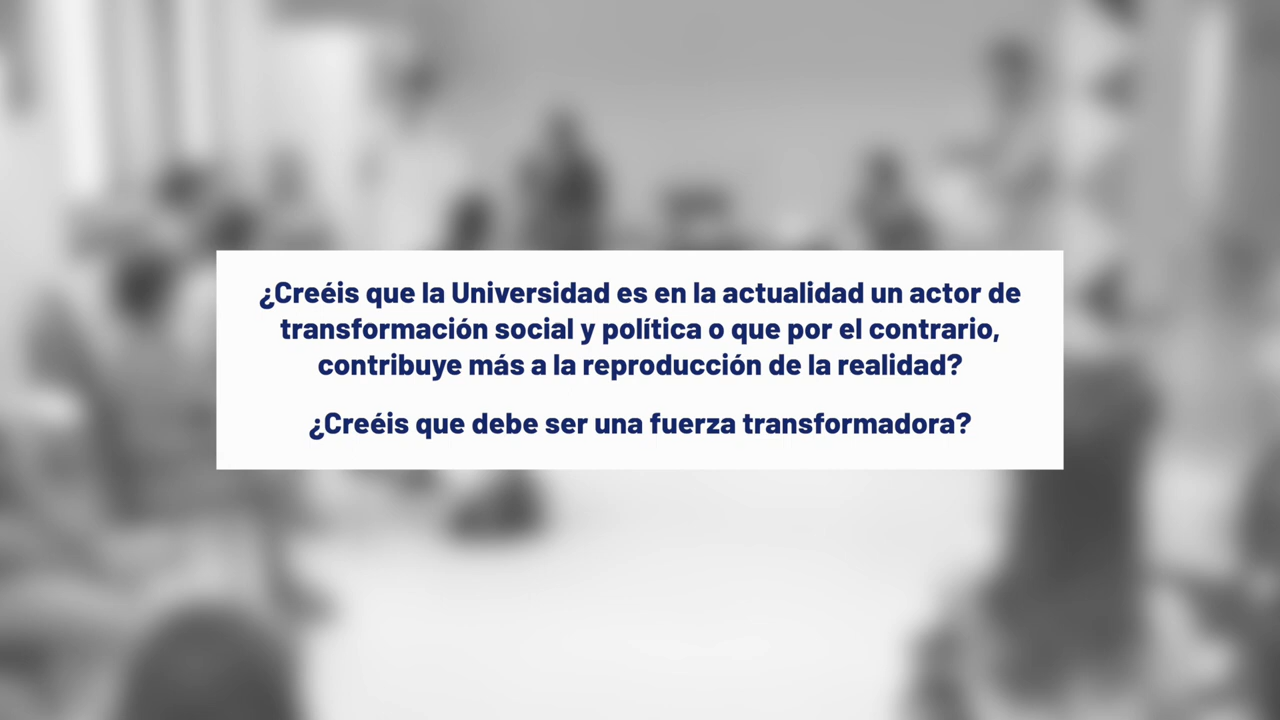 ¿Creéis que la Universidad es en la actualidad un actor de
transformación social y política o que por el contrario,
contribuye más a la reproducción de la realidad?
¿Creéis que debe ser una fuerza transformadora?